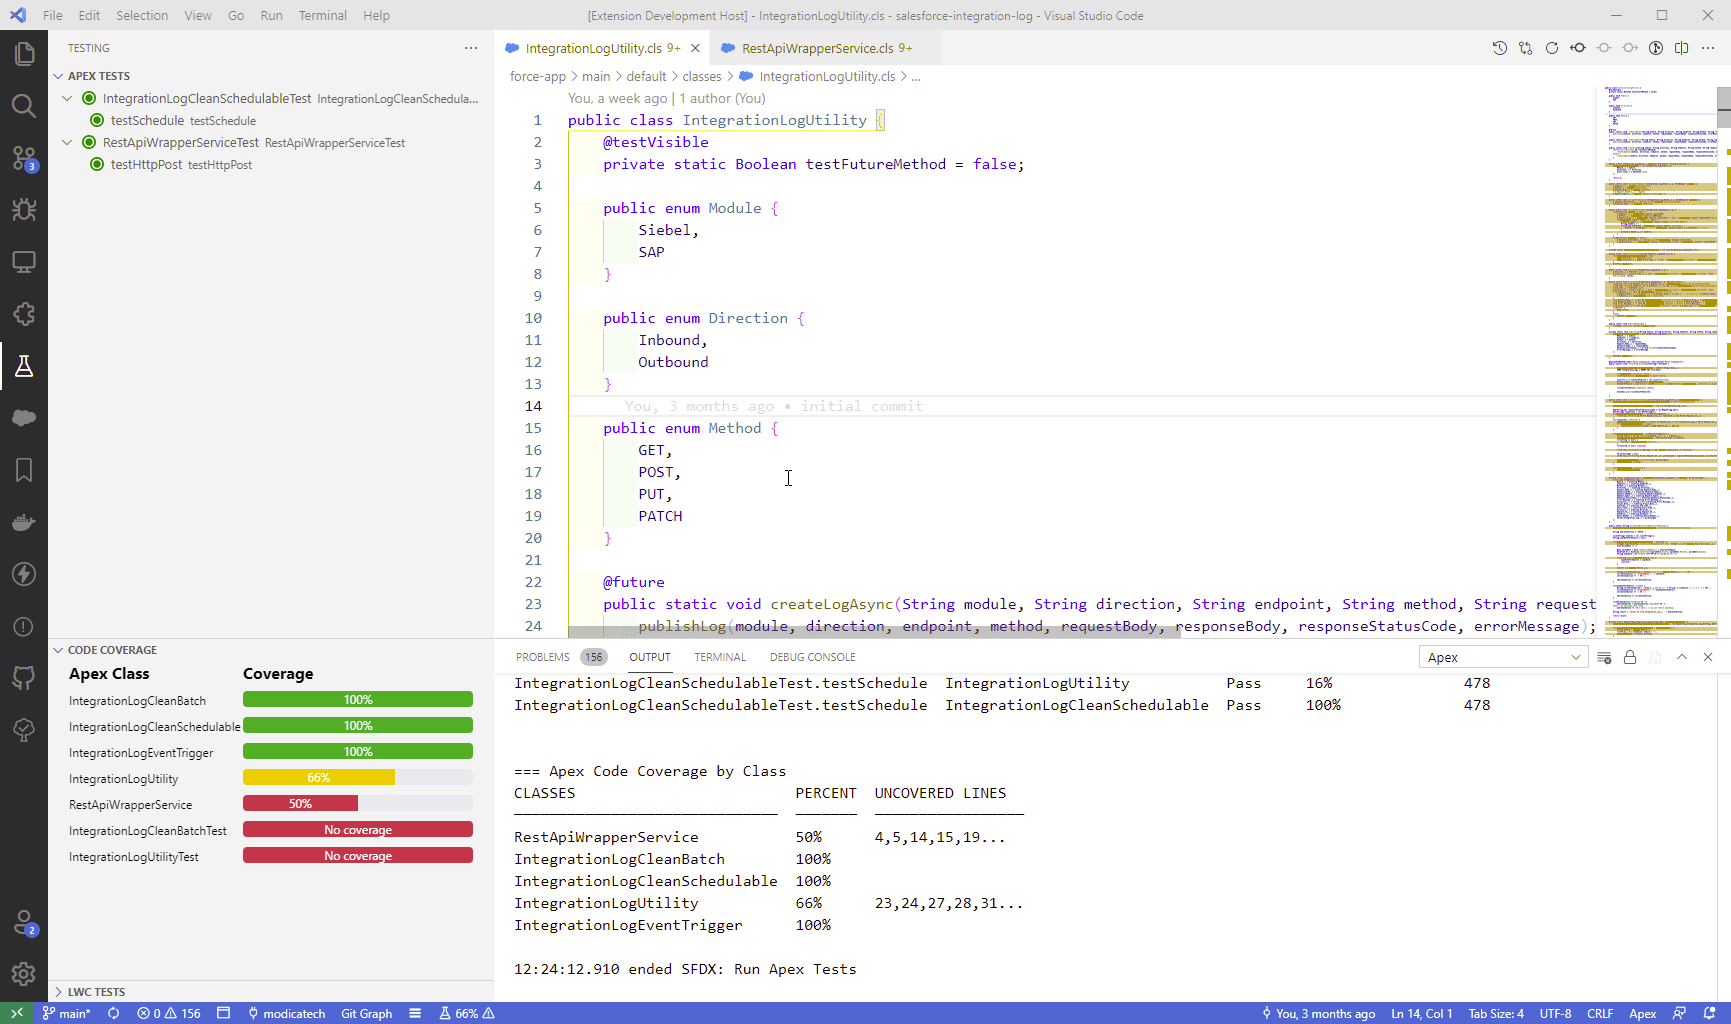 File Edit Selection View Go Run Terminal Help
[Extension Development Host] - IntegrationLogUtility.cls - salesforce-integration-log - Visual Studio Code
TESTING
APEX TESTS
IntegrationLogCleanSchedulableTest IntegrationLogCleanSchedula...
testSchedule testSchedule
RestApiWrapperServiceTest RestApiWrapperServiceTest
testHttpPost testHttpPost
3
2
CODE COVERAGE
Apex Class Coverage
IntegrationLogCleanBatch 100%
IntegrationLogCleanSchedulable 100%
IntegrationLogEventTrigger 100%
IntegrationLogUtility 66%
RestApiWrapperService 50%
IntegrationLogCleanBatchTest No coverage
IntegrationLogUtilityTest No coverage
LWC TESTS
IntegrationLogUtility.cls 9+ RestApiWrapperService.cls 9+
force-app > main > default > classes > IntegrationLogUtility.cls > ...
You, a week ago | 1 author (You)
1 public class IntegrationLogUtility {
2 @testVisible
3 private static Boolean testFutureMethod = false;
4
5 public enum Module {
6 Siebel,
7 SAP
8 }
9
10 public enum Direction {
11 Inbound,
12 Outbound
13 }
14 You, 3 months ago • initial commit
15 public enum Method {
16 GET,
17 POST,
18 PUT,
19 PATCH
20 }
21
22 @future
23 public static void createLogAsync(String module, String direction, String endpoint, String method, String request
24 publishLog(module, direction, endpoint, method, requestBody, responseBody, responseStatusCode, errorMessage);
PROBLEMS 156 OUTPUT TERMINAL DEBUG CONSOLE Apex
IntegrationLogCleanSchedulableTest.testSchedule IntegrationLogUtility Pass 16% 478
IntegrationLogCleanSchedulableTest.testSchedule IntegrationLogCleanSchedulable Pass 100% 478
=== Apex Code Coverage by Class
CLASSES PERCENT UNCOVERED LINES
RestApiWrapperService 50% 4,5,14,15,19...
IntegrationLogCleanBatch 100%
IntegrationLogCleanSchedulable 100%
IntegrationLogUtility 66% 23,24,27,28,31...
IntegrationLogEventTrigger 100%
12:24:12.910 ended SFDX: Run Apex Tests
main* 0 156 modicatech Git Graph 66% You, 3 months ago Ln 14, Col 1 Tab Size: 4 UTF-8 CRLF Apex